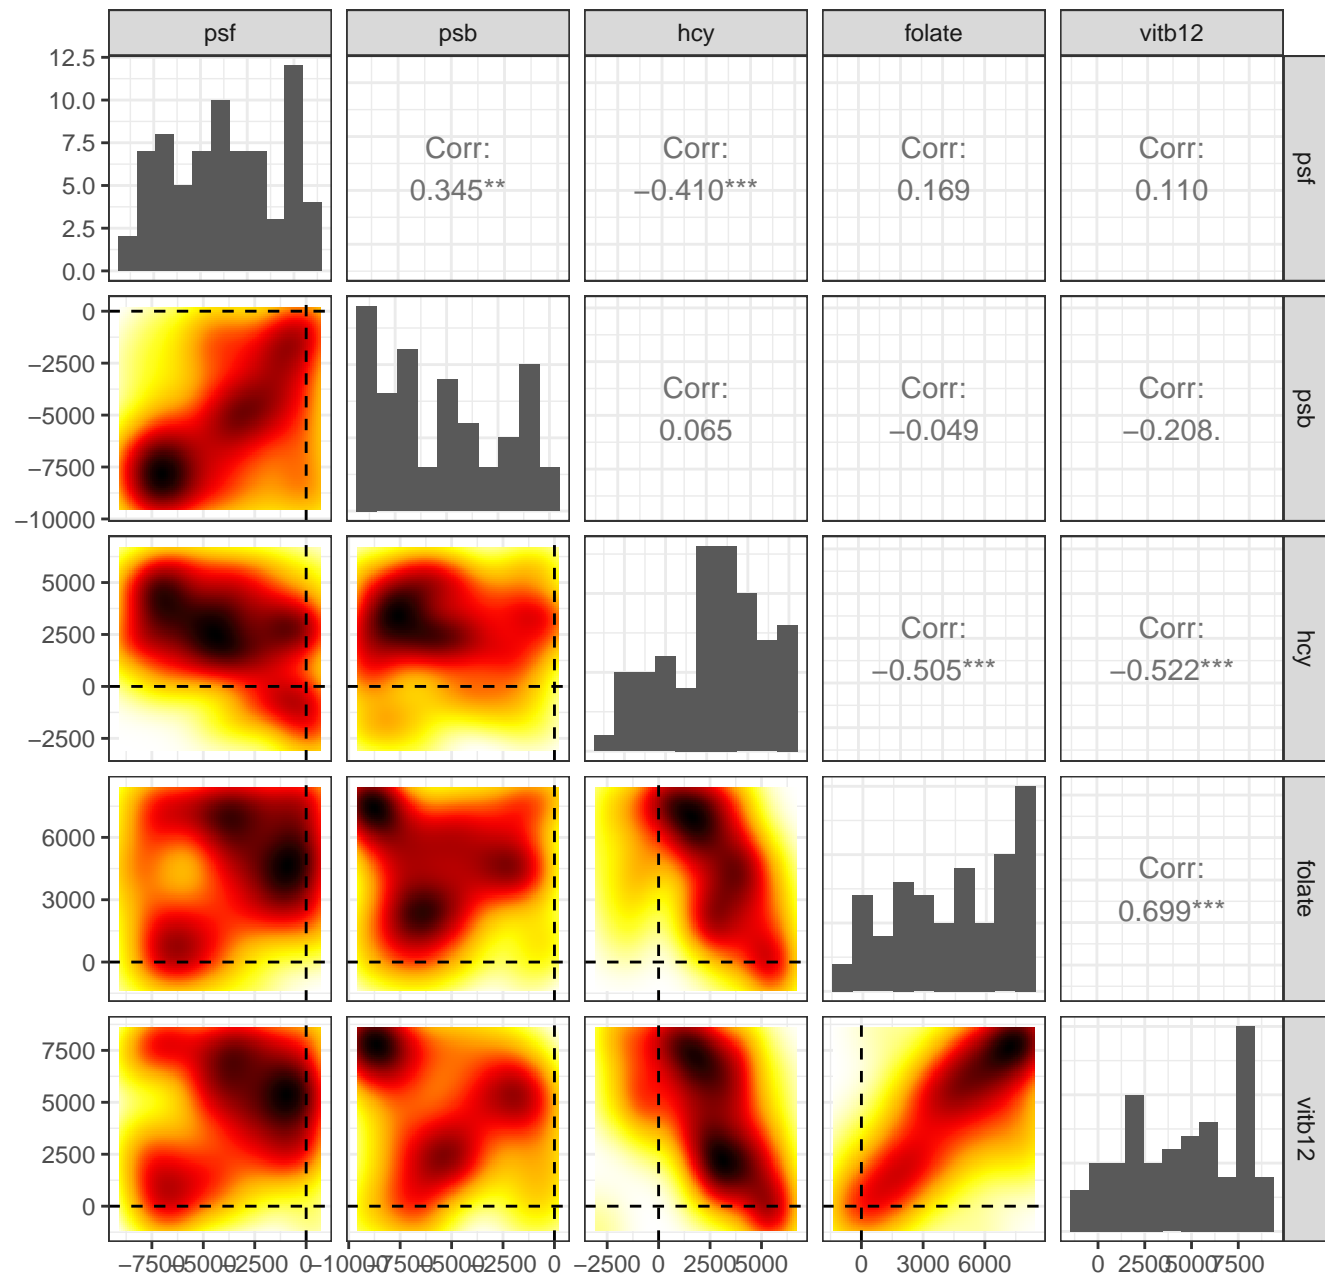 psf psb hcy folate vitb12
12.5
10.0
7.5
5.0
2.5
0.0
Corr:
0.345**
Corr:
−0.410***
Corr:
0.169
Corr:
0.110
psf
0
−2500
−5000
−7500
−10000
Corr:
0.065
Corr:
−0.049
Corr:
−0.208.
psb
5000
2500
0
−2500
Corr:
−0.505***
Corr:
−0.522***
hcy
6000
3000
0
Corr:
0.699***
folate
7500
5000
2500
0
vitb12
−7500 −5000 −2500 0 −10000 −7500 −5000 −2500 0 −2500 0 2500 5000 0 3000 6000 0 2500 5000 7500